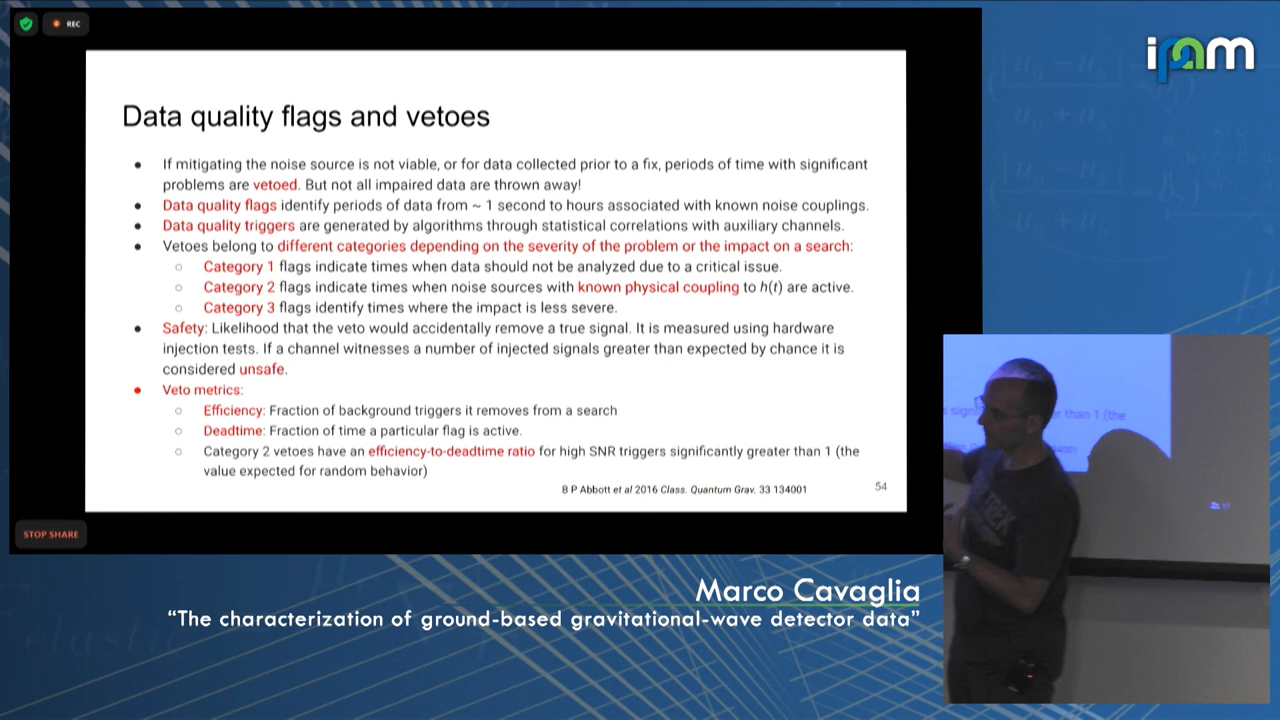 REC
ipam
Data quality flags and vetoes
● If mitigating the noise source is not viable, or for data collected prior to a fix, periods of time with significant
problems are vetoed. But not all impaired data are thrown away!
● Data quality flags identify periods of data from ~ 1 second to hours associated with known noise couplings.
● Data quality triggers are generated by algorithms through statistical correlations with auxiliary channels.
● Vetoes belong to different categories depending on the severity of the problem or the impact on a search:
○ Category 1 flags indicate times when data should not be analyzed due to a critical issue.
○ Category 2 flags indicate times when noise sources with known physical coupling to h(t) are active.
○ Category 3 flags identify times where the impact is less severe.
● Safety: Likelihood that the veto would accidentally remove a true signal. It is measured using hardware
injection tests. If a channel witnesses a number of injected signals greater than expected by chance it is
considered unsafe.
● Veto metrics:
○ Efficiency: Fraction of background triggers it removes from a search
○ Deadtime: Fraction of time a particular flag is active.
○ Category 2 vetoes have an efficiency-to-deadtime ratio for high SNR triggers significantly greater than 1 (the
value expected for random behavior)
B P Abbott et al 2016 Class. Quantum Grav. 33 134001
54
STOP SHARE
er than 1 (the
Marco Cavaglia
“The characterization of ground-based gravitational-wave detector data”